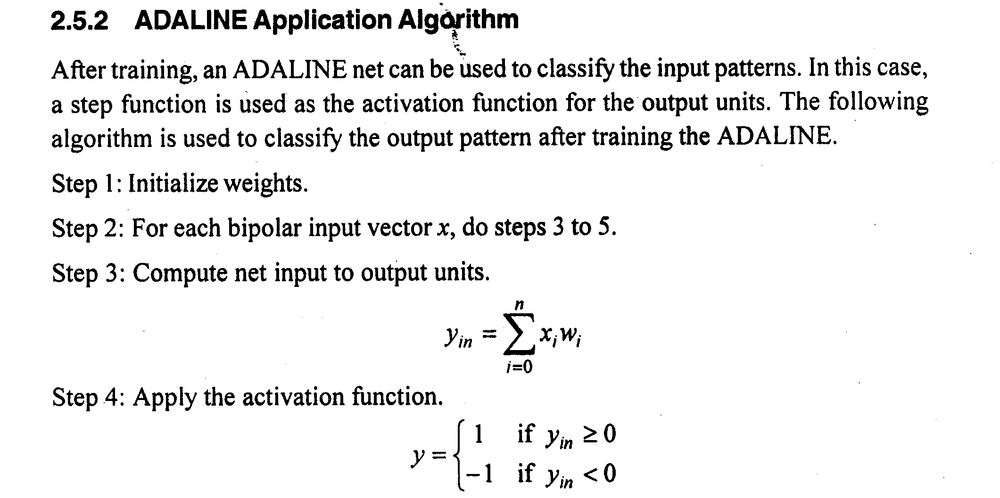 2.5.2 ADALINE Application Algorithm
After training, an ADALINE net can be used to classify the input patterns. In this case,
a step function is used as the activation function for the output units. The following
algorithm is used to classify the output pattern after training the ADALINE.
Step 1: Initialize weights.
Step 2: For each bipolar input vector x, do steps 3 to 5.
Step 3: Compute net input to output units.
y_{in} = \sum_{i=0}^{n} x_i w_i
Step 4: Apply the activation function.
y = \begin{cases} 1 & \text{if } y_{in} \geq 0 \\ -1 & \text{if } y_{in} < 0 \end{cases}